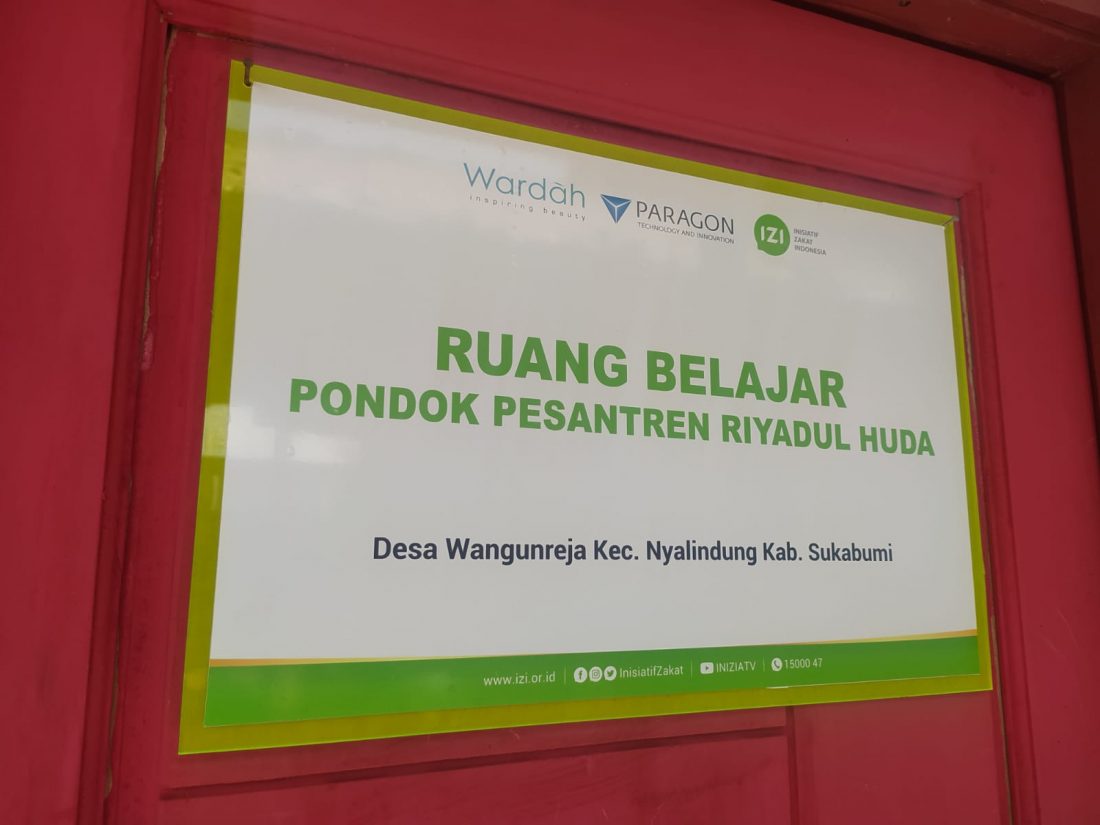 Wardah
inspiring beauty
PARAGON
TECHNOLOGY AND INNOVATION
IZI
INISIATIF
ZAKAT
INDONESIA
RUANG BELAJAR
PONDOK PESANTREN RIYADUL HUDA
Desa Wangunreja Kec. Nyalindung Kab. Sukabumi
www.izi.or.id | InisiatifZakat | INIZIATV | 15000 47